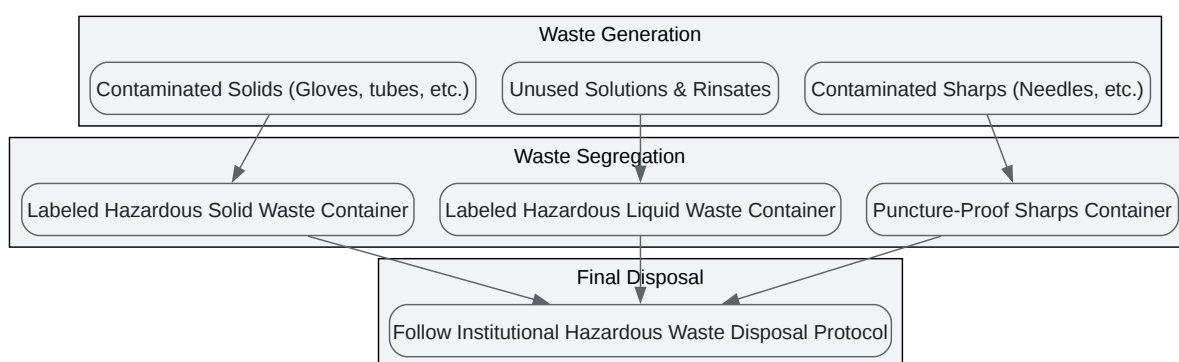 Waste Generation
Contaminated Solids (Gloves, tubes, etc.)
Unused Solutions & Rinsates
Contaminated Sharps (Needles, etc.)
Waste Segregation
Labeled Hazardous Solid Waste Container
Labeled Hazardous Liquid Waste Container
Puncture-Proof Sharps Container
Final Disposal
Follow Institutional Hazardous Waste Disposal Protocol